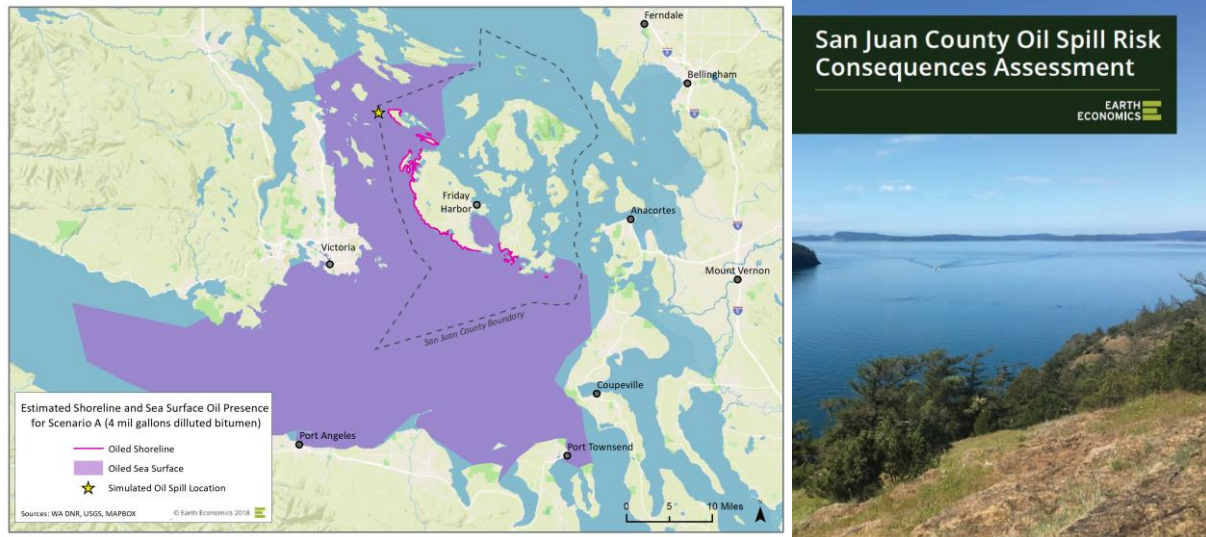 Ferndale
Bellingham
Friday
Harbor
Anacortes
Victoria
Mount Vernon
San Juan County Boundary
Coupeville
Port Angeles
Port Townsend
Estimated Shoreline and Sea Surface Oil Presence
for Scenario A (4 mil gallons dilluted bitumen)
Oiled Shoreline
Oiled Sea Surface
Simulated Oil Spill Location
Sources: WA DNR, USGS, MAPBOX © Earth Economics 2018
0 5 10 Miles
San Juan County Oil Spill Risk
Consequences Assessment
EARTH
ECONOMICS